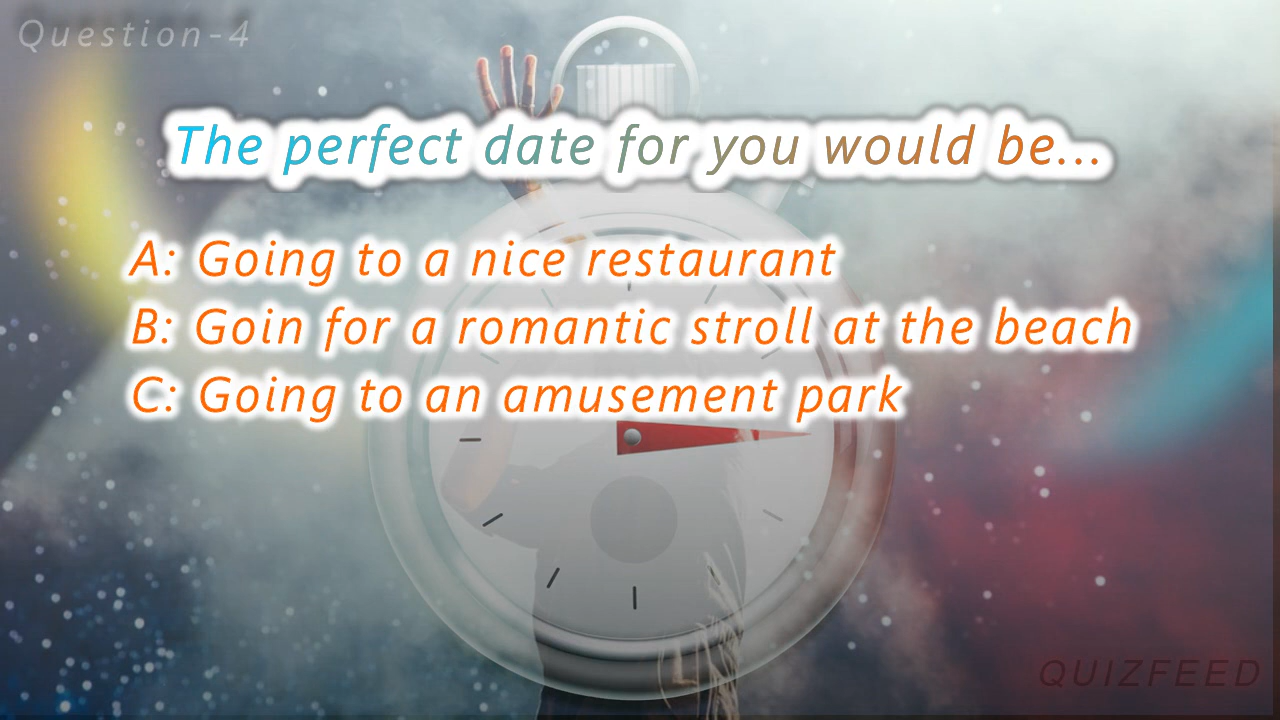 Question-4
The perfect date for you would be...
A: Going to a nice restaurant
B: Goin for a romantic stroll at the beach
C: Going to an amusement park
QUIZFEED